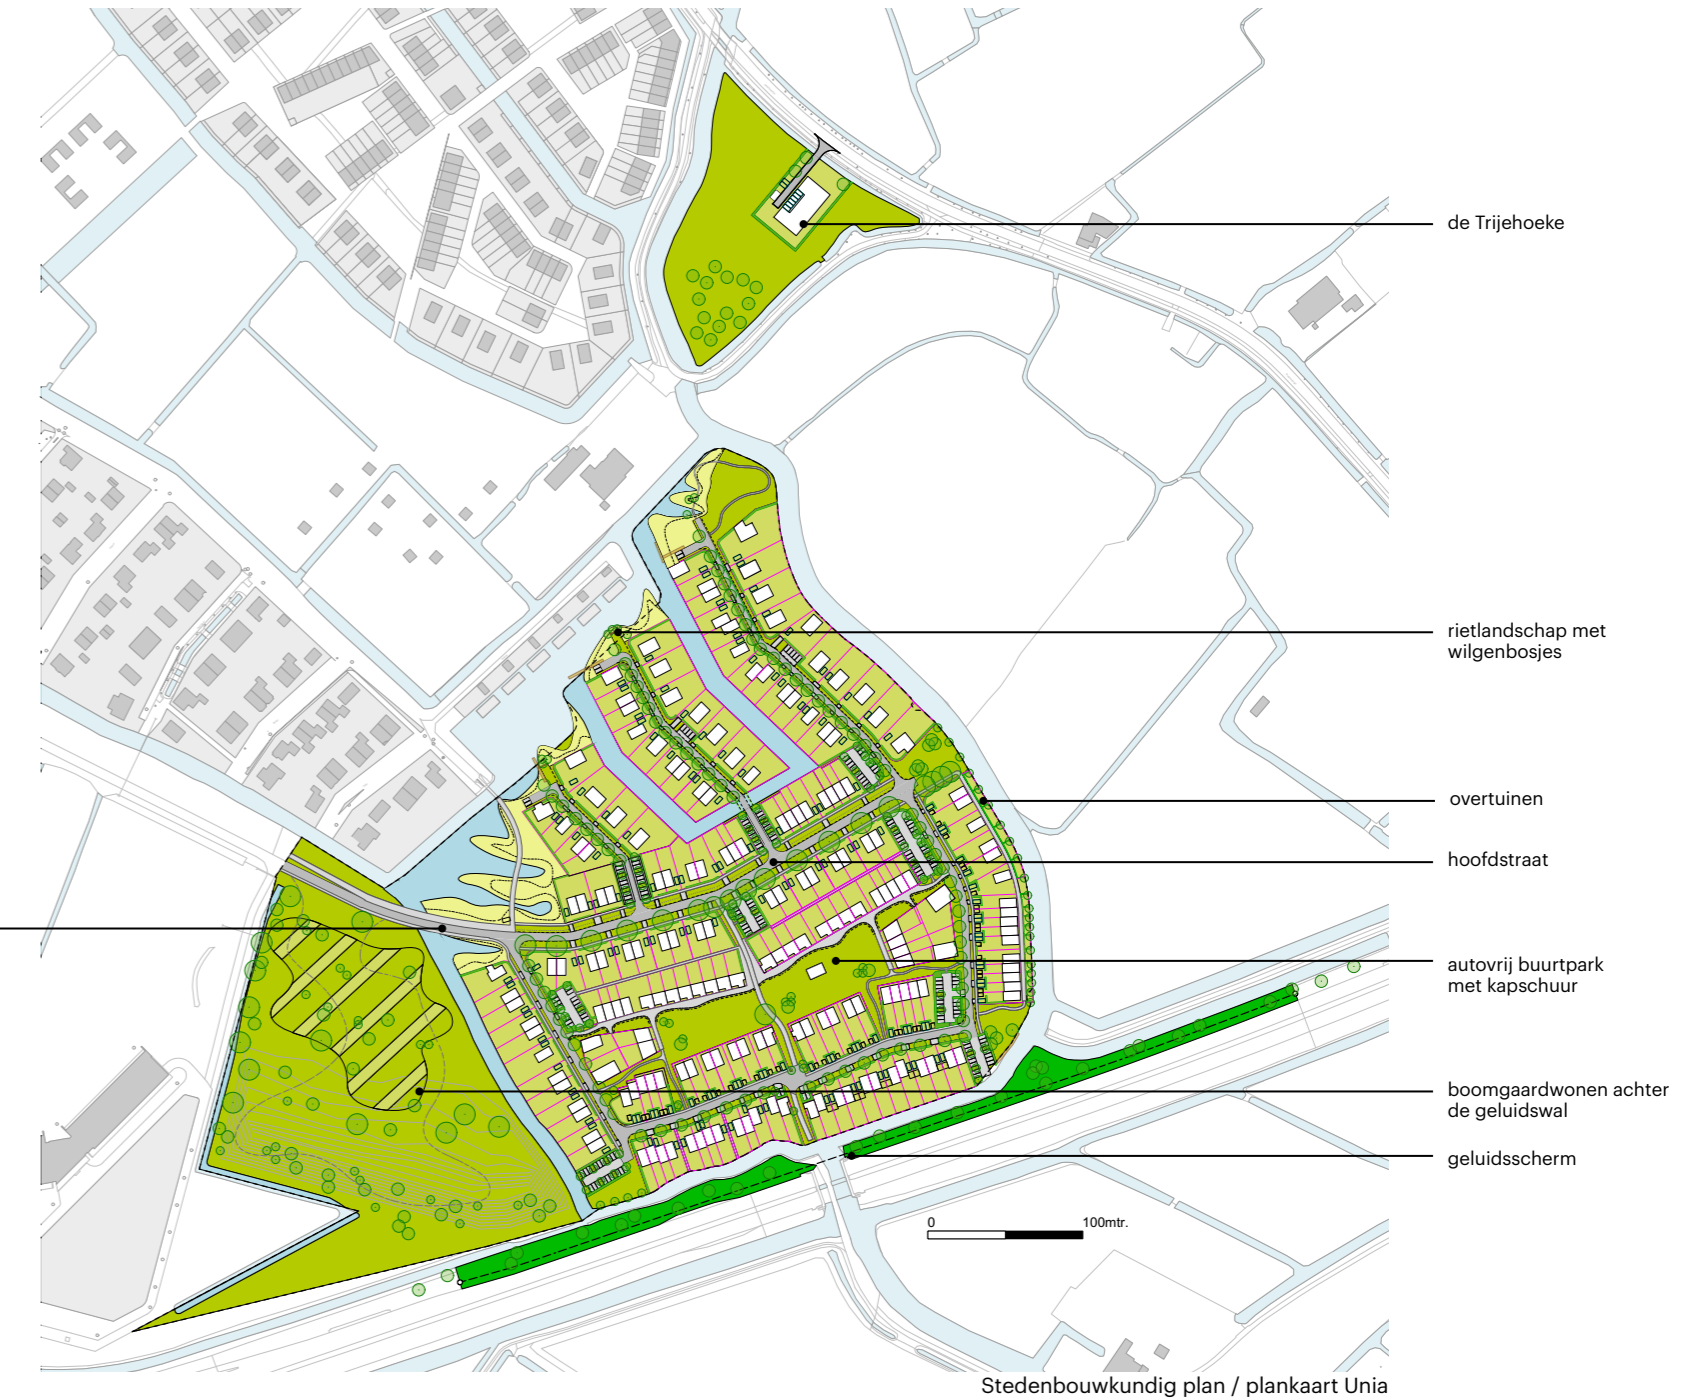 de Trijehoeke
rietlandschap met
wilgenbosjes
overtuinen
hoofdstraat
autovrij buurtpark
met kapschuur
boomgaardwonen achter
de geluidswal
geluidsscherm
0 100mtr.
Stedenbouwkundig plan / plankaart Unia